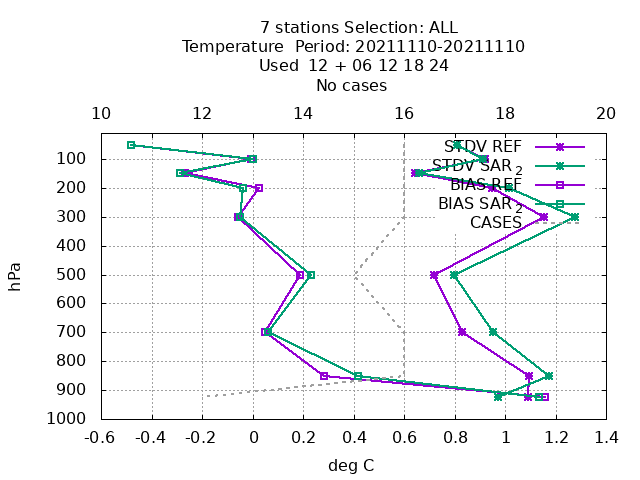 7 stations Selection: ALL
Temperature  Period: 20211110-20211110
Used  12 + 06 12 18 24
No cases
10 12 14 16 18 20
STDV REF
STDV SAR 2
BIAS REF
BIAS SAR 2
CASES
100
200
300
400
500
600
700
800
900
1000
hPa
-0.6 -0.4 -0.2 0 0.2 0.4 0.6 0.8 1 1.2 1.4
deg C